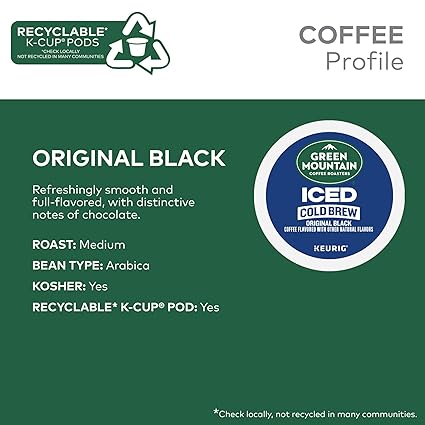 RECYCLABLE*
K-CUP® PODS
*CHECK LOCALLY
NOT RECYCLED IN MANY COMMUNITIES
COFFEE
Profile
ORIGINAL BLACK
Refreshingly smooth and
full-flavored, with distinctive
notes of chocolate.
ROAST: Medium
BEAN TYPE: Arabica
KOSHER: Yes
RECYCLABLE* K-CUP® POD: Yes
GREEN
MOUNTAIN
COFFEE ROASTERS
ICED
COLD BREW
ORIGINAL BLACK
COFFEE FLAVORED WITH OTHER NATURAL FLAVORS
KEURIG®
*Check locally, not recycled in many communities.